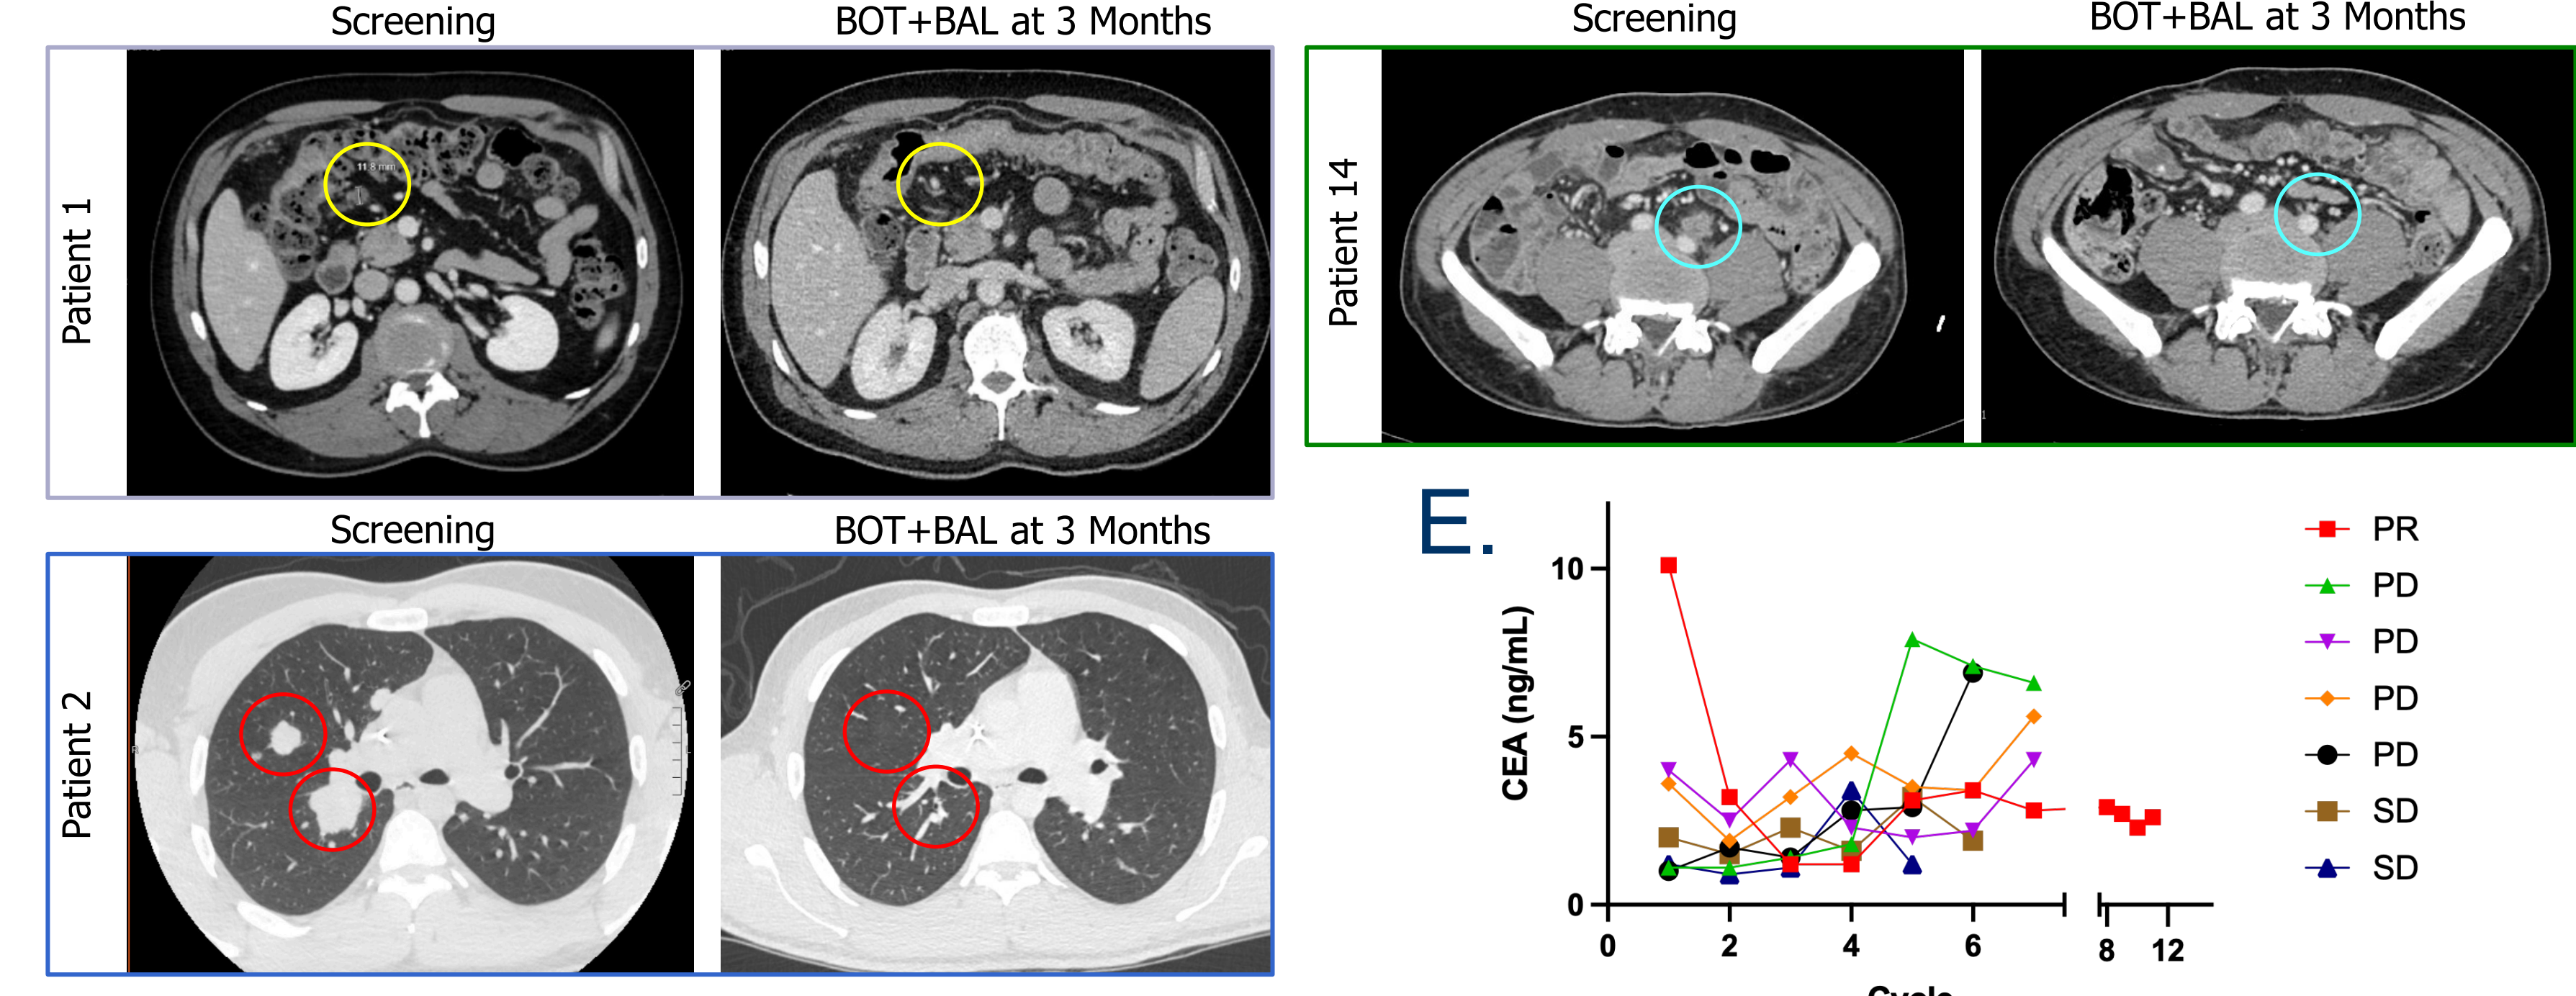 Screening
BOT+BAL at 3 Months
Patient 1
11.8 mm
Screening
BOT+BAL at 3 Months
Patient 14
1
Screening
BOT+BAL at 3 Months
Patient 2
R
L
E.
CEA (ng/mL)
10
5
0
0 2 4 6 8 12
Cycle
PR
PD
PD
PD
PD
SD
SD